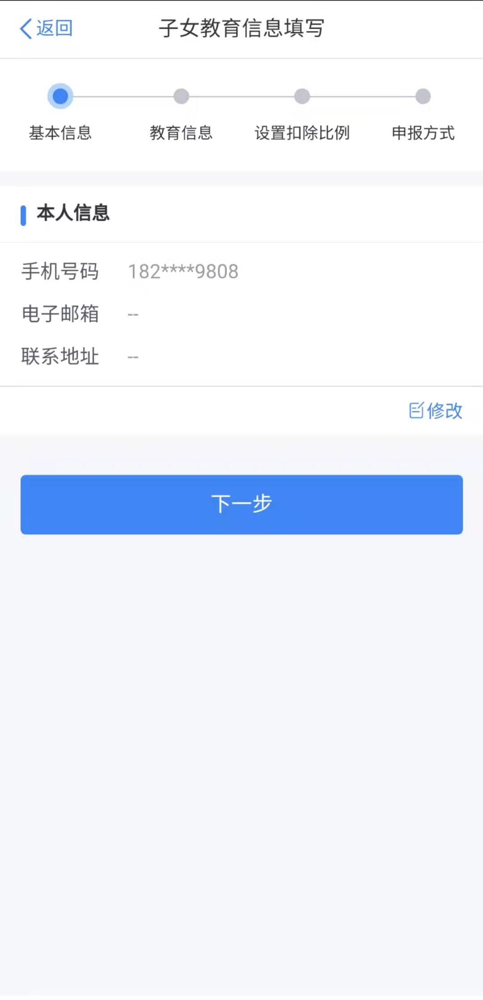 返回 子女教育信息填写
基本信息 教育信息 设置扣除比例 申报方式
本人信息
手机号码 182****9808
电子邮箱 --
联系地址 --
修改
下一步